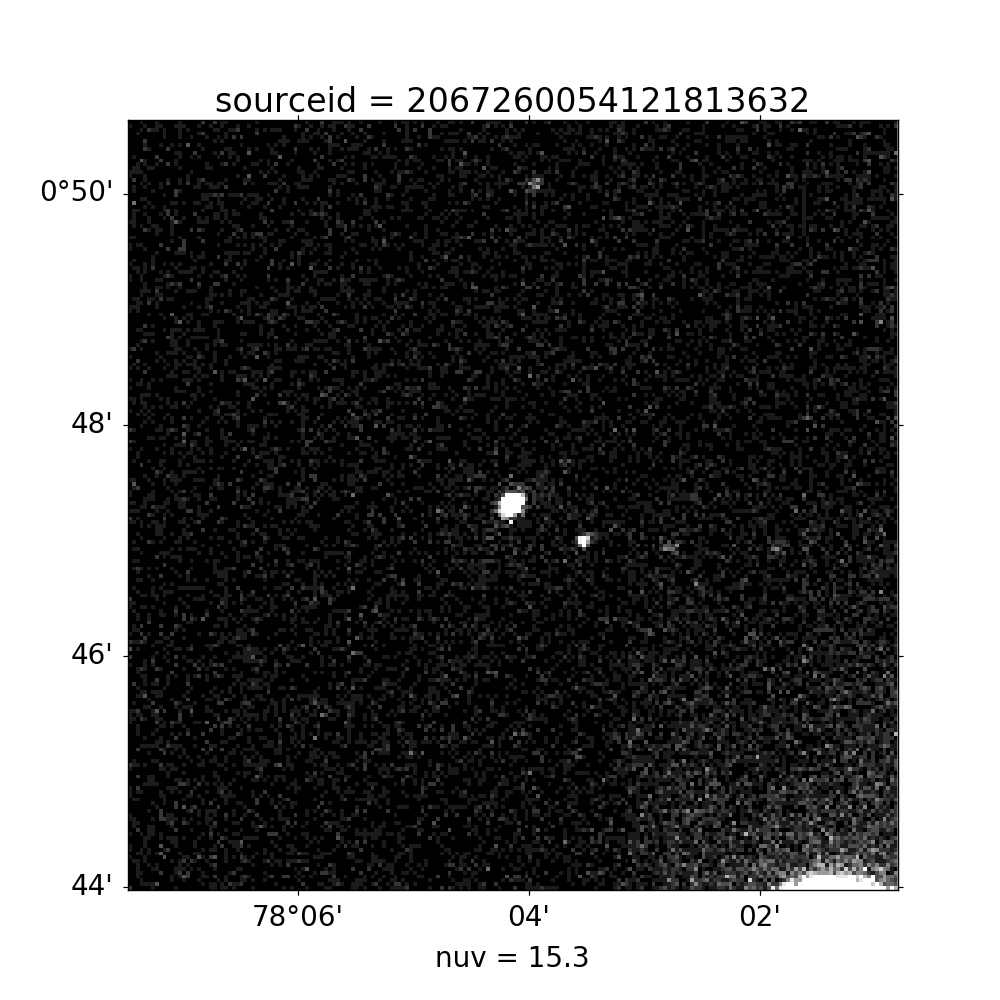 sourceid = 2067260054121813632
0°50'
48'
46'
44'
78°06' 04' 02'
nuv = 15.3